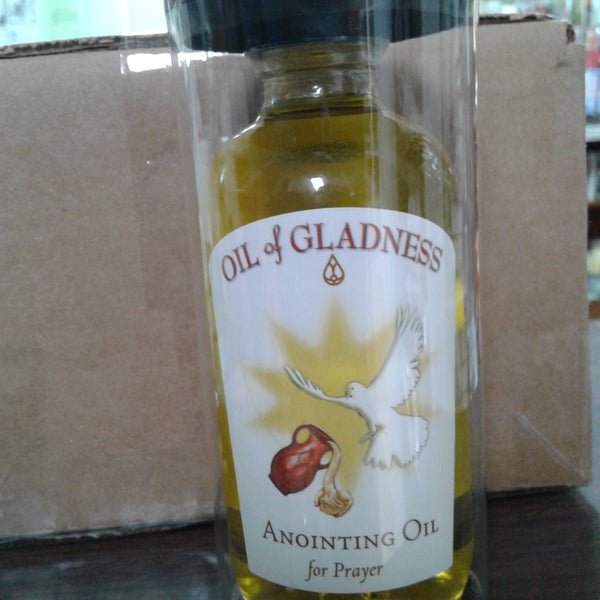 OIL of GLADNESS
ANOINTING OIL
for Prayer